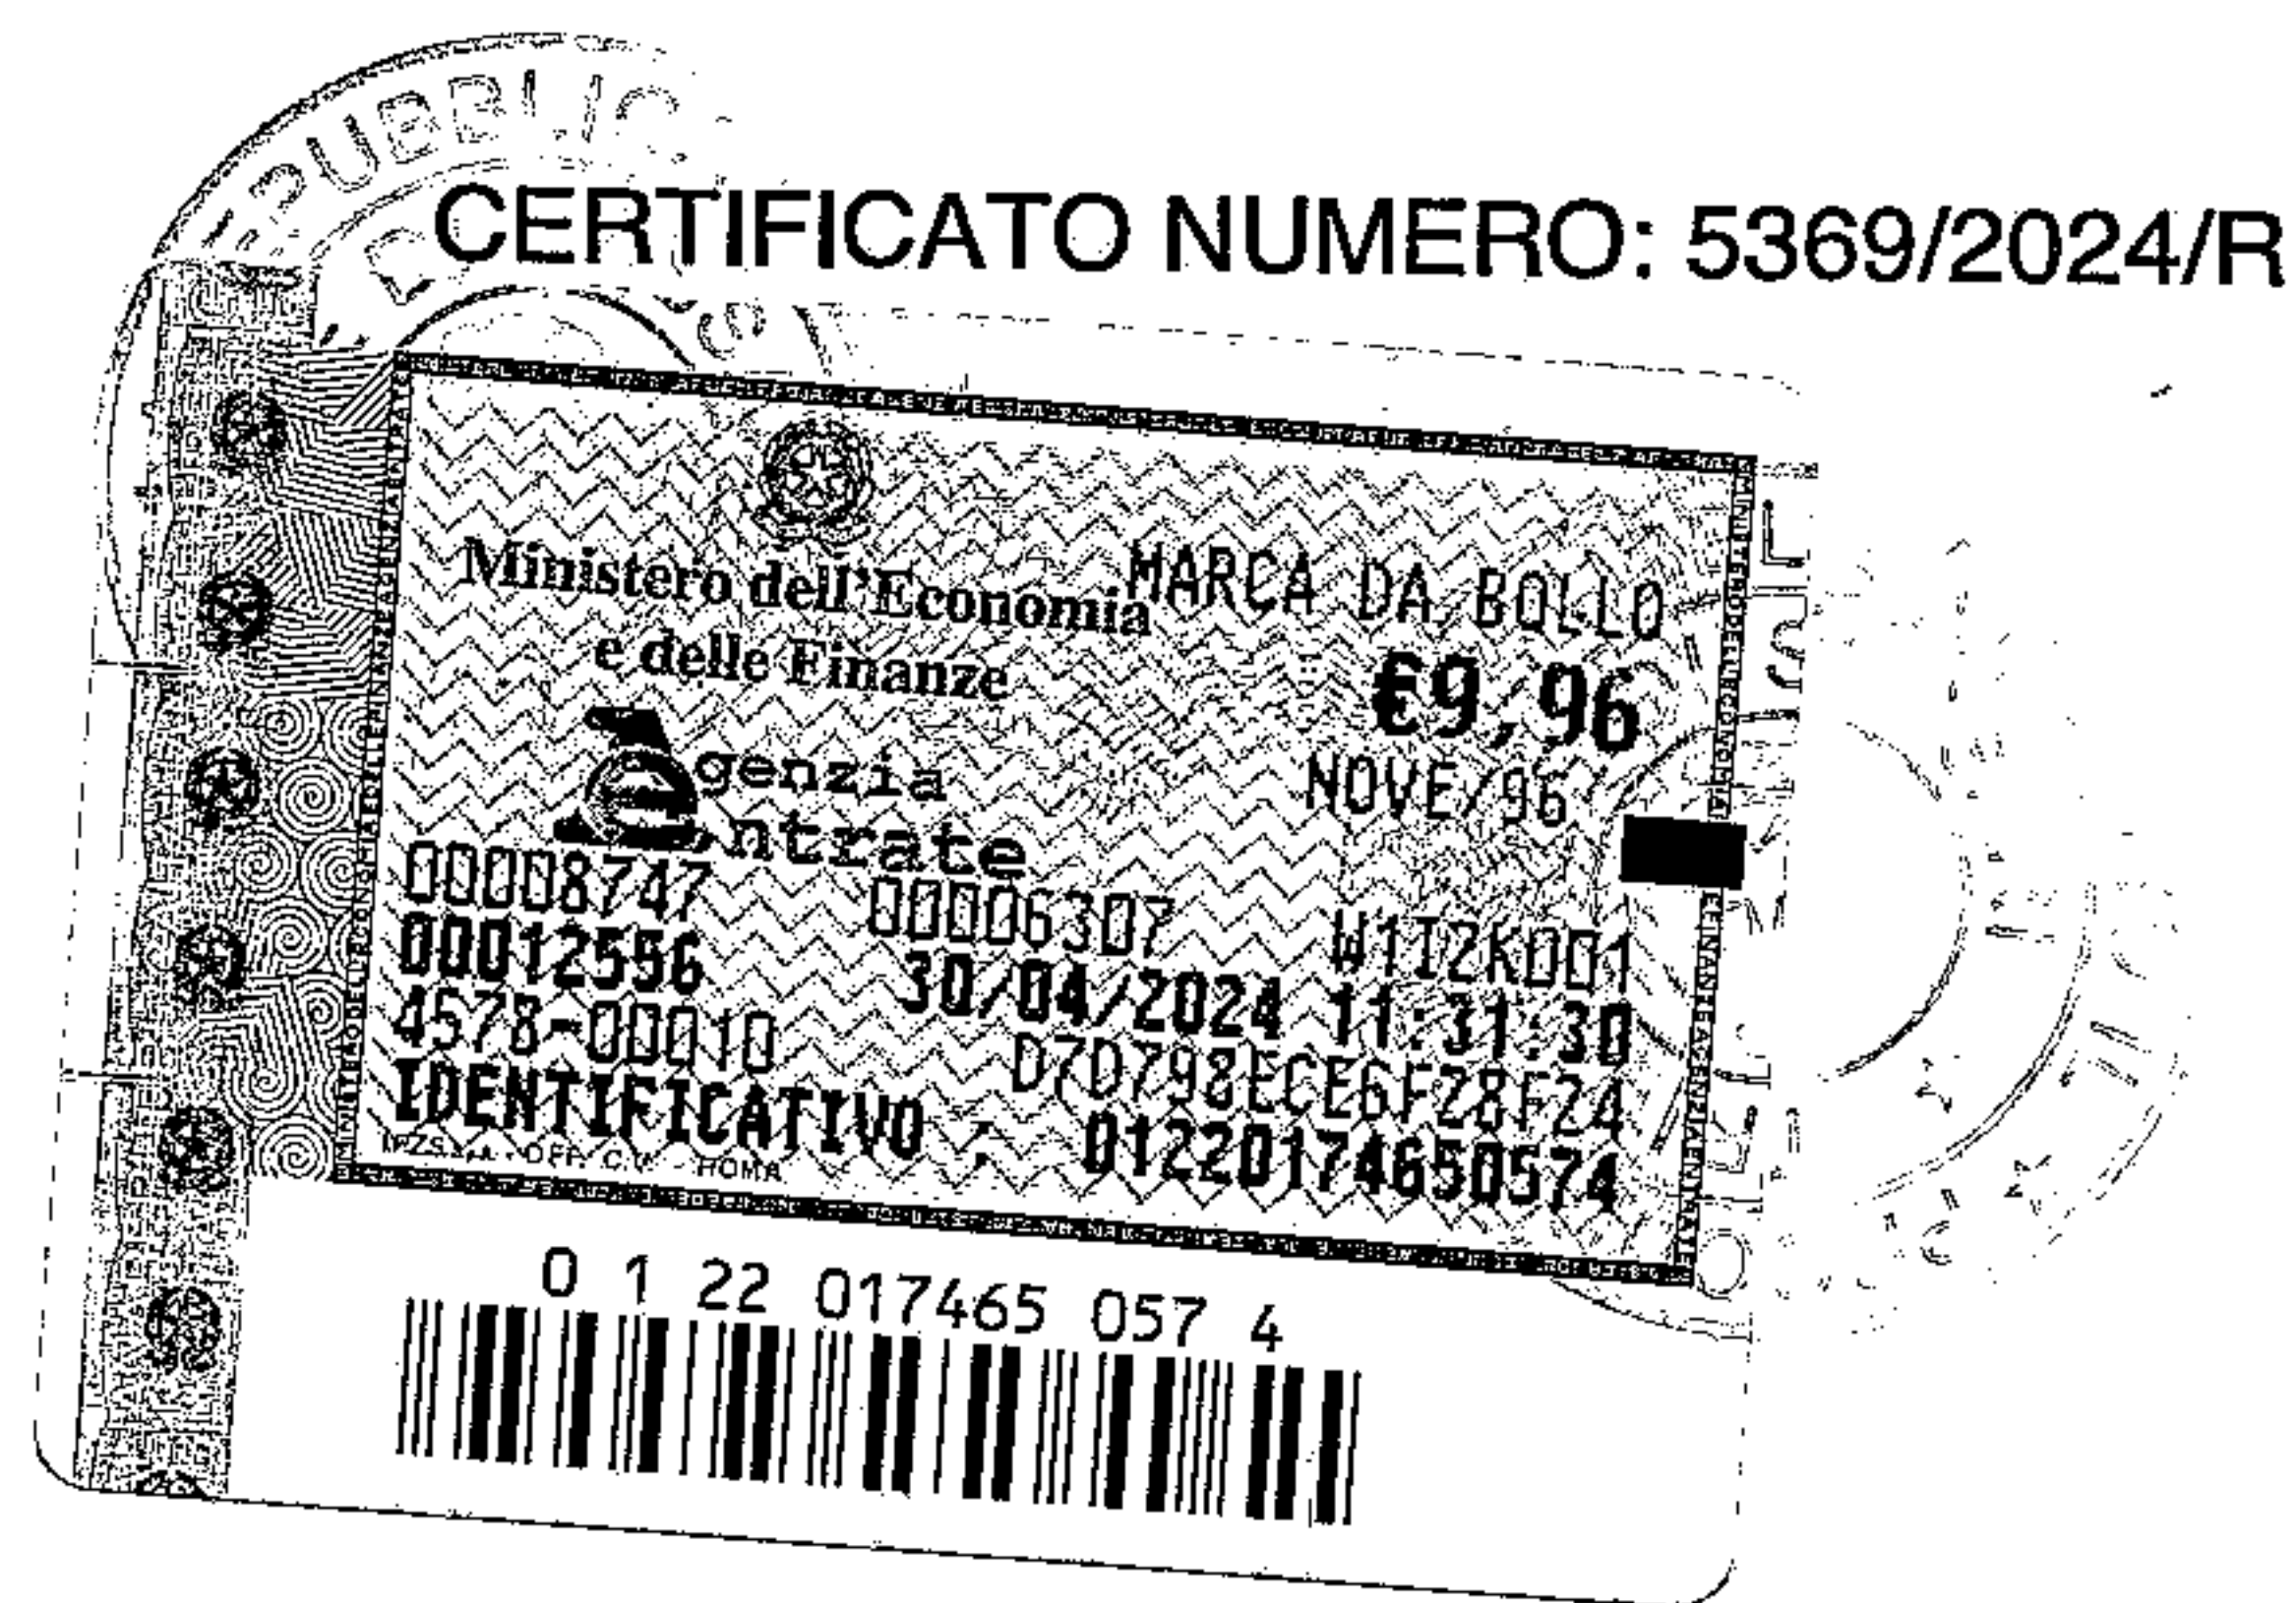 CERTIFICATO NUMERO: 5369/2024/R
Ministero dell'Economia
e delle Finanze
MARCA DA BOLLO
€9,96
NOVE/96
Agenzia
Entrate
00008747 00006307 W1I2K001
00012556 30/04/2024 11:31:30
4578-00010 D7D798ECE6F28F24
IDENTIFICATIVO : 01220174650574
ROMA
0 1 22 017465 057 4